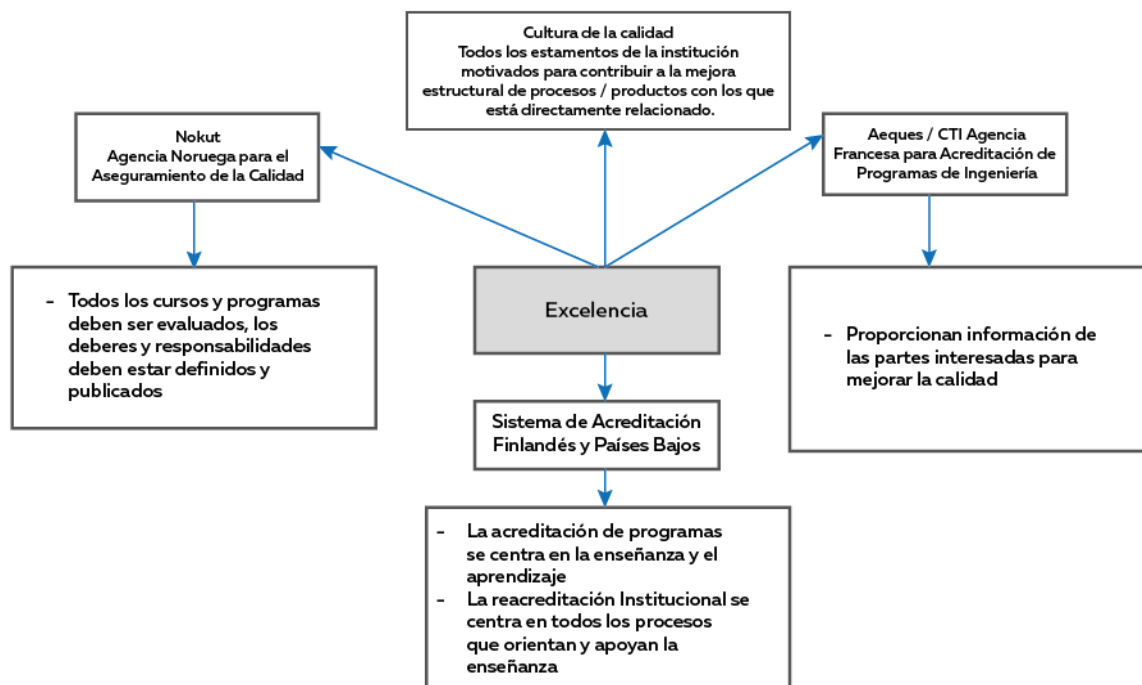 Cultura de la calidad
Todos los estamentos de la institución
motivados para contribuir a la mejora
estructural de procesos / productos con los que
está directamente relacionado.
Nokut
Agencia Noruega para el
Aseguramiento de la Calidad
Aeques / CTI Agencia
Francesa para Acreditación de
Programas de Ingeniería
- Todos los cursos y programas
deben ser evaluados, los
deberes y responsabilidades
deben estar definidos y
publicados
Excelencia
- Proporcionan información de
las partes interesadas para
mejorar la calidad
Sistema de Acreditación
Finlandés y Países Bajos
- La acreditación de programas
se centra en la enseñanza y el
aprendizaje
- La reacreditación Institucional se
centra en todos los procesos
que orientan y apoyan la
enseñanza